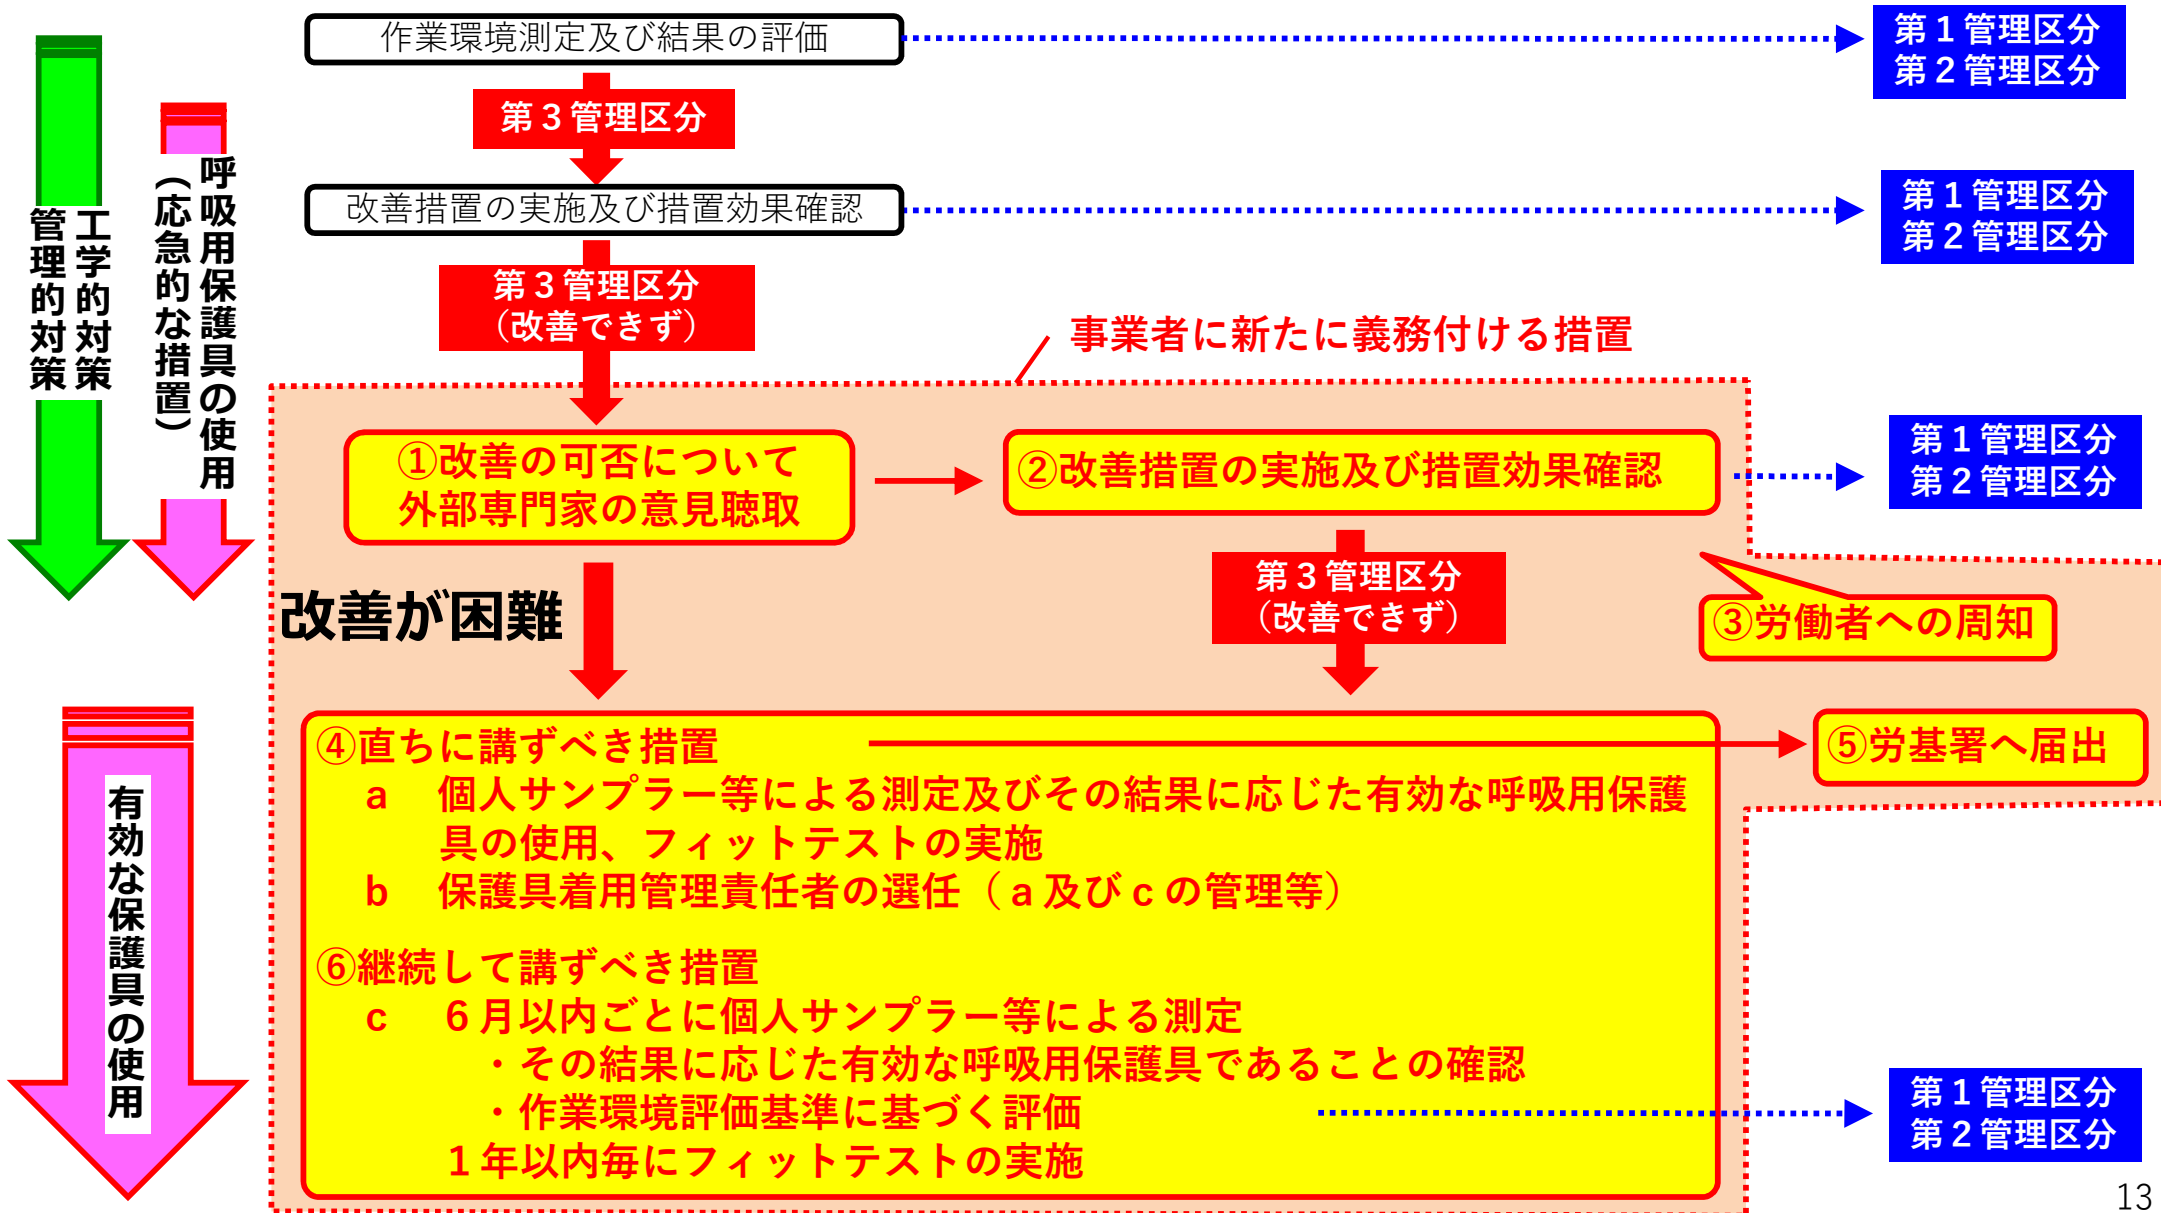 作業環境測定及び結果の評価
第１管理区分
第２管理区分
第３管理区分
改善措置の実施及び措置効果確認
第１管理区分
第２管理区分
第３管理区分
（改善できず）
工学的対策
管理的対策
呼吸用保護具の使用
（応急的な措置）
事業者に新たに義務付ける措置
①改善の可否について
外部専門家の意見聴取
②改善措置の実施及び措置効果確認
第１管理区分
第２管理区分
改善が困難
第３管理区分
（改善できず）
③労働者への周知
有効な保護具の使用
④直ちに講ずべき措置
a　個人サンプラー等による測定及びその結果に応じた有効な呼吸用保護
具の使用、フィットテストの実施
b　保護具着用管理責任者の選任（a及びcの管理等）
⑤労基署へ届出
⑥継続して講ずべき措置
c　６月以内ごとに個人サンプラー等による測定
・その結果に応じた有効な呼吸用保護具であることの確認
・作業環境評価基準に基づく評価
１年以内毎にフィットテストの実施
第１管理区分
第２管理区分
13